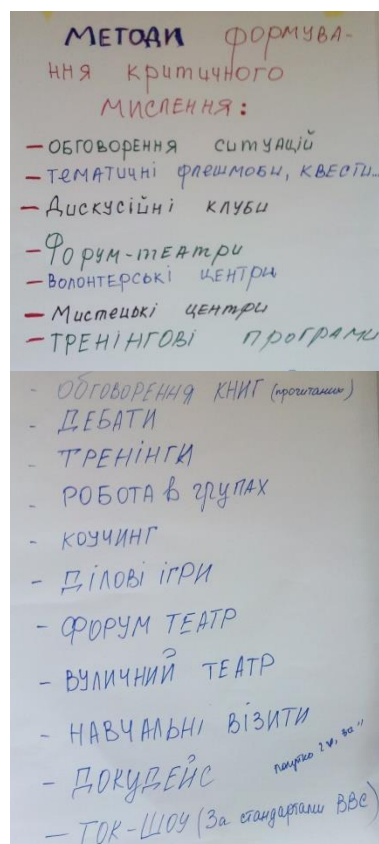 МЕТОДИ ФОРМУВА-
ННЯ КРИТИЧНОГО
МИСЛЕННЯ:
- ОБГОВОРЕННЯ СИТУАЦІЙ
- ТЕМАТИЧНІ ФЛЕШМОБИ, КВЕСТИ...
- ДИСКУСІЙНІ КЛУБИ
- ФОРУМ-ТЕАТРИ
- ВОЛОНТЕРСЬКІ ЦЕНТРИ
- МИСТЕЦЬКІ ЦЕНТРИ
- ТРЕНІНГОВІ ПРОГРАМИ
- ОБГОВОРЕННЯ КНИГ (прочитаних)
- ДЕБАТИ
- ТРЕНІНГИ
- РОБОТА В ГРУПАХ
- КОУЧИНГ
- ДІЛОВІ ІГРИ
- ФОРУМ ТЕАТР
- ВУЛИЧНИЙ ТЕАТР
- НАВЧАЛЬНІ ВІЗИТИ
- ДОКУДЕЙС
- ТОК-ШОУ (За стандартами ВВС)